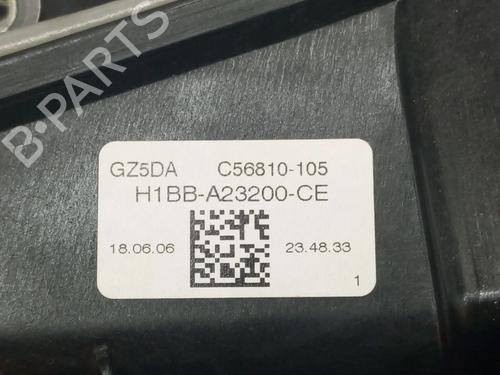 B-PARTS
GZ5DA C56810-105
H1BB-A23200-CE
18.06.06 23.48.33
1